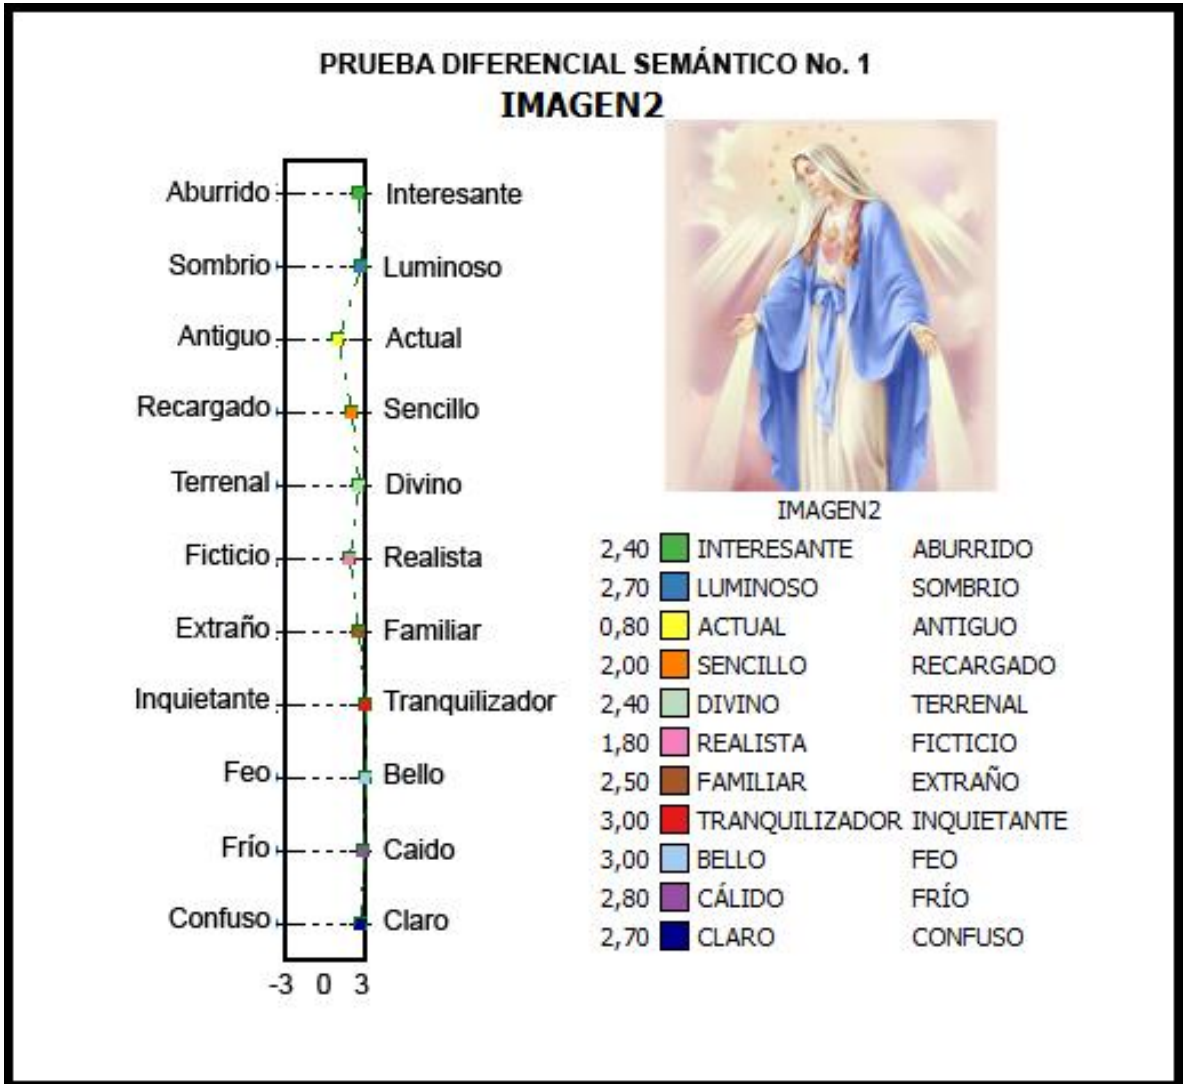 PRUEBA DIFERENCIAL SEMÁNTICO No. 1
IMAGEN2
Aburrido Interesante
Sombrio Luminoso
Antiguo Actual
Recargado Sencillo
Terrenal Divino
Ficticio Realista
Extraño Familiar
Inquietante Tranquilizador
Feo Bello
Frío Caido
Confuso Claro
-3 0 3
IMAGEN2
2,40 INTERESANTE ABURRIDO
2,70 LUMINOSO SOMBRIO
0,80 ACTUAL ANTIGUO
2,00 SENCILLO RECARGADO
2,40 DIVINO TERRENAL
1,80 REALISTA FICTICIO
2,50 FAMILIAR EXTRAÑO
3,00 TRANQUILIZADOR INQUIETANTE
3,00 BELLO FEO
2,80 CÁLIDO FRÍO
2,70 CLARO CONFUSO